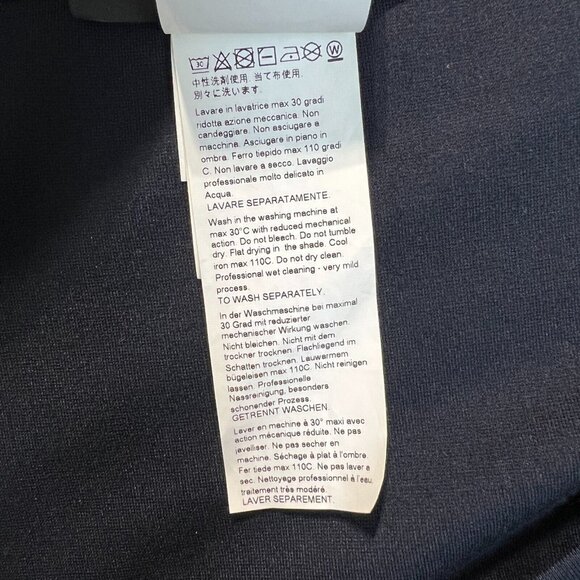 30
W
中性洗剤使用. 当て布使用.
別々に洗います.
Lavare in lavatrice max 30 gradi
ridotta azione meccanica. Non
candeggiare. Non asciugare a
macchina. Asciugare in piano in
ombra. Ferro tiepido max 110 gradi
C. Non lavare a secco. Lavaggio
professionale molto delicato in
Acqua.
LAVARE SEPARATAMENTE.
Wash in the washing machine at
max 30°C with reduced mechanical
action. Do not bleach. Do not tumble
dry. Flat drying in the shade. Cool
iron max 110C. Do not dry clean.
Professional wet cleaning - very mild
process.
TO WASH SEPARATELY.
In der Waschmaschine bei maximal
30 Grad mit reduzierter
mechanischer Wirkung waschen.
Nicht bleichen. Nicht mit dem
trockner trocknen. Flachliegend im
Schatten trocknen. Lauwarmem
bügeleisen max 110C. Nicht reinigen
lassen. Professionelle
Nassreinigung, besonders
schonender Prozess.
GETRENNT WASCHEN.
Laver en machine à 30° maxi avec
action mécanique réduite. Ne pas
javelliser. Ne pas secher en
machine. Séchage à plat à l'ombre.
Fer tiede max 110C. Ne pas laver a
sec. Nettoyage professionnel à l'eau,
traitement très modéré.
LAVER SEPAREMENT.